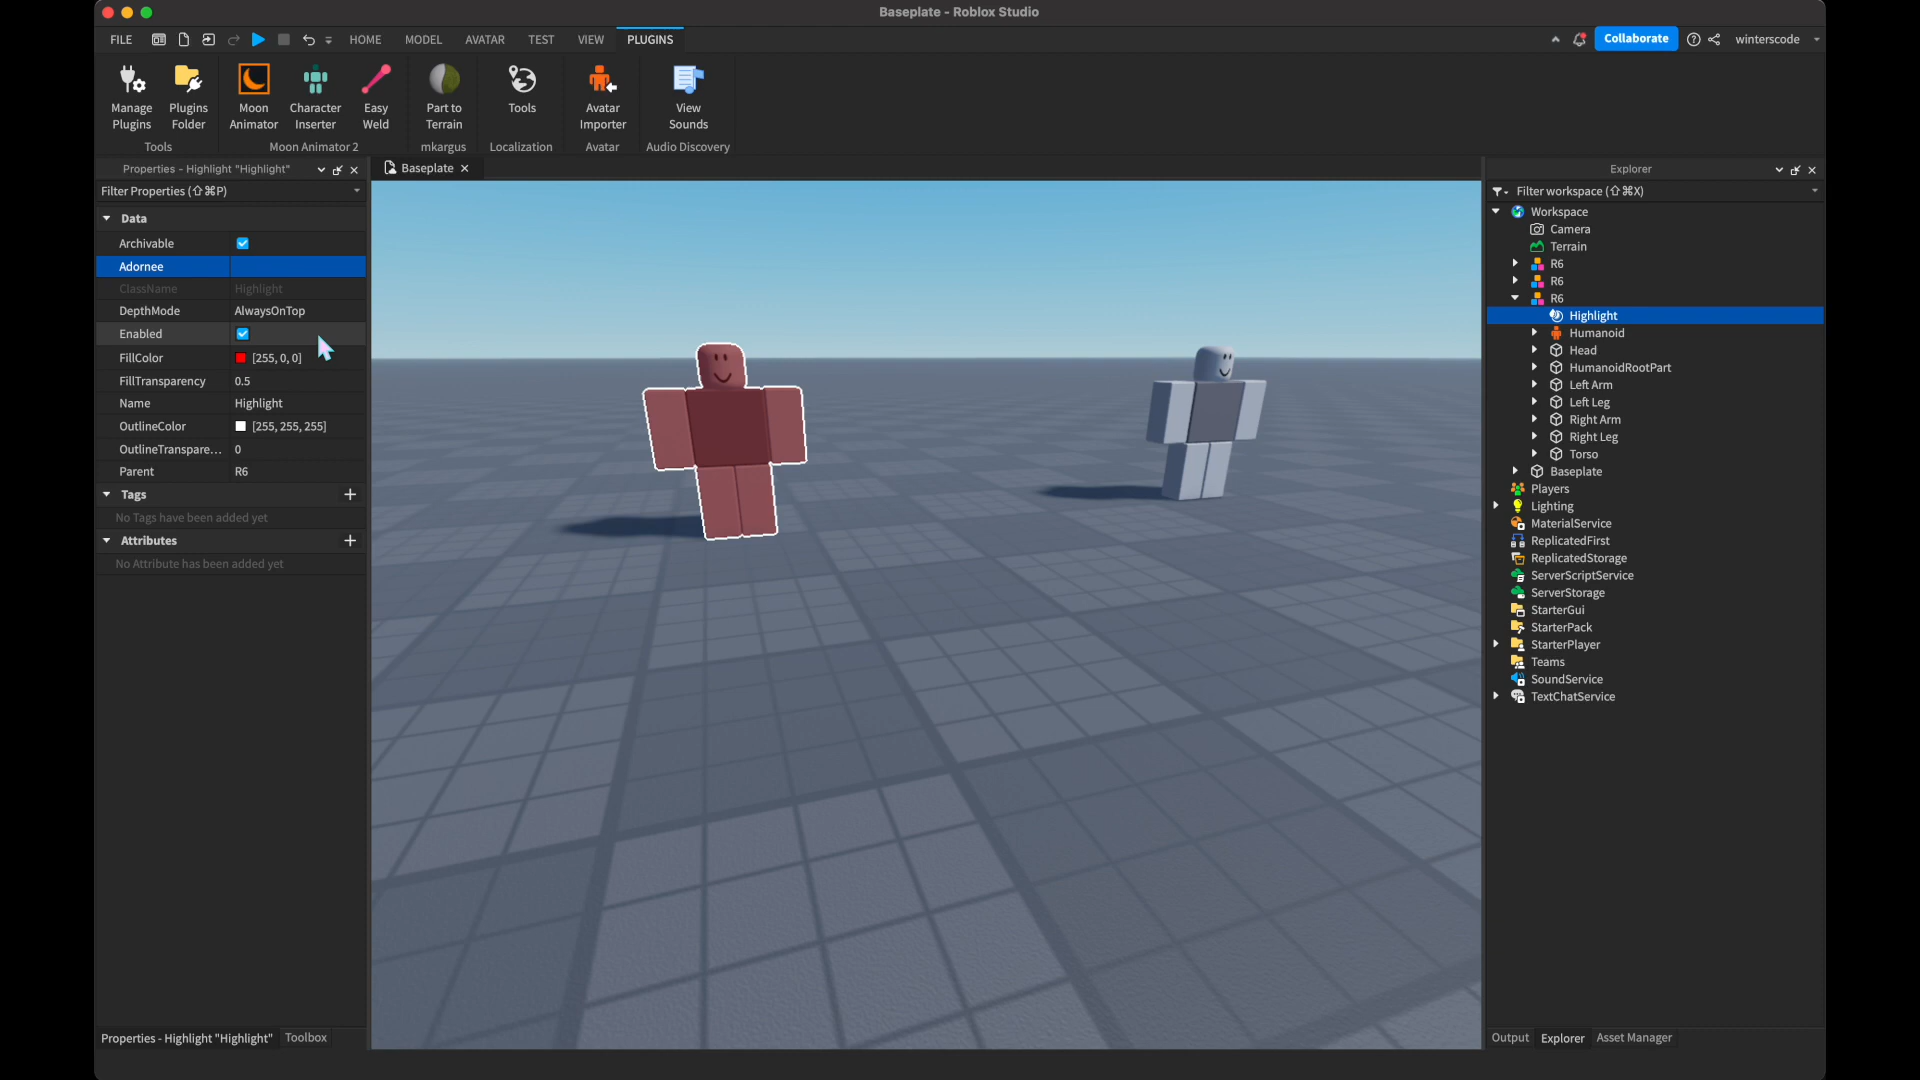 Baseplate - Roblox Studio
FILE HOME MODEL AVATAR TEST VIEW PLUGINS Collaborate winterscode
Manage Plugins
Plugins Folder
Moon Animator
Character Inserter
Easy Weld
Part to Terrain
Tools
Avatar Importer
View Sounds
Tools Moon Animator 2 mkargus Localization Avatar Audio Discovery
Properties - Highlight "Highlight"
Filter Properties (⇧⌘P)
Data
Archivable
Adornee
ClassName Highlight
DepthMode AlwaysOnTop
Enabled
FillColor [255, 0, 0]
FillTransparency 0.5
Name Highlight
OutlineColor [255, 255, 255]
OutlineTranspare... 0
Parent R6
Tags
No Tags have been added yet
Attributes
No Attribute has been added yet
Properties - Highlight "Highlight" Toolbox
Baseplate
Explorer
Filter workspace (⇧⌘X)
Workspace
Camera
Terrain
R6
R6
R6
Highlight
Humanoid
Head
HumanoidRootPart
Left Arm
Left Leg
Right Arm
Right Leg
Torso
Baseplate
Players
Lighting
MaterialService
ReplicatedFirst
ReplicatedStorage
ServerScriptService
ServerStorage
StarterGui
StarterPack
StarterPlayer
Teams
SoundService
TextChatService
Output Explorer Asset Manager